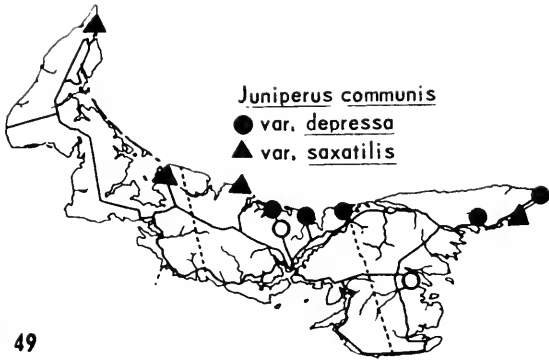 Juniperus communis
● var. depressa
▲ var. saxatilis
49